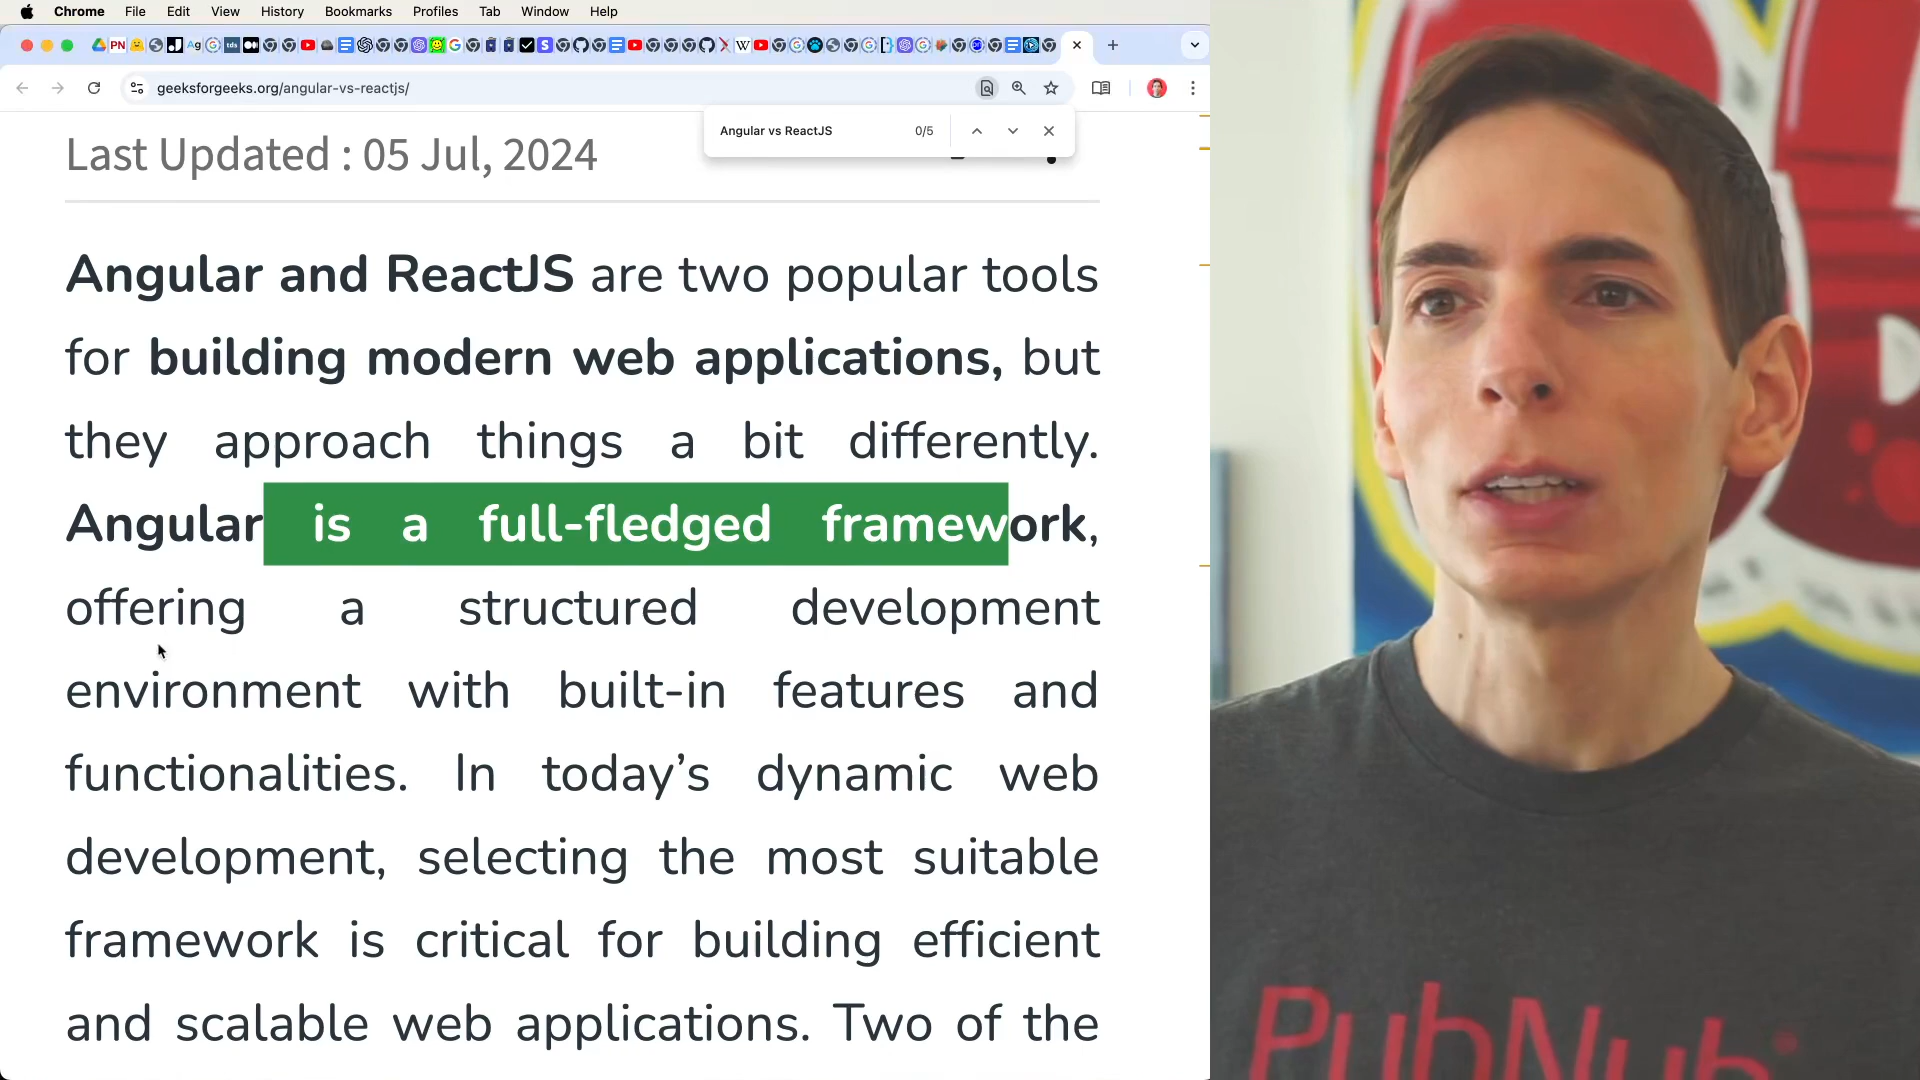 Chrome File Edit View History Bookmarks Profiles Tab Window Help
geeksforgeeks.org/angular-vs-reactjs/
Angular vs ReactJS 0/5
Last Updated : 05 Jul, 2024
Angular and ReactJS are two popular tools
for building modern web applications, but
they approach things a bit differently.
Angular is a full-fledged framework,
offering a structured development
environment with built-in features and
functionalities. In today’s dynamic web
development, selecting the most suitable
framework is critical for building efficient
and scalable web applications. Two of the
PubNub